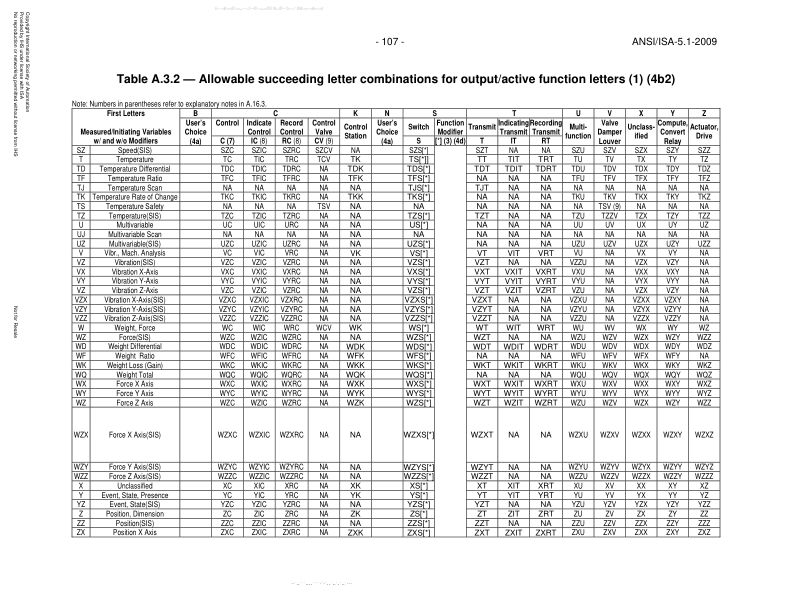 - 107 -
ANSI/ISA-5.1-2009
Table A.3.2 — Allowable succeeding letter combinations for output/active function letters (1) (4b2)
Note: Numbers in parentheses refer to explanatory notes in A.16.3.
First Letters B C K N S T U V X Y Z
Measured/Initiating Variables w/ and w/o Modifiers User's Choice (4a) Control Indicate Control Record Control Control Valve Control Station User's Choice (4a) Switch Function Modifier Transmit Indicating Transmit Recording Transmit Multi-function Valve Damper Louver Unclass-ified Compute, Convert Relay Actuator, Drive
C (7) IC (8) RC (8) CV (9) S [*] (3) (4d) T IT RT
SZ Speed(SIS) SZC SZIC SZRC SZCV NA SZS[*] SZT NA NA SZU SZV SZX SZY SZZ
T Temperature TC TIC TRC TCV TK TS[*]] TT TIT TRT TU TV TX TY TZ
TD Temperature Differential TDC TDIC TDRC NA TDK TDS[*] TDT TDIT TDRT TDU TDV TDX TDY TDZ
TF Temperature Ratio TFC TFIC TFRC NA TFK TFS[*] NA NA NA TFU TFV TFX TFY TFZ
TJ Temperature Scan NA NA NA NA NA NA TJT NA NA TJU NA TJX NA NA
TK Temperature Rate of Change TKC TKIC TKRC NA TKK TKS[*] NA NA NA TKU TKV TKX TKY TKZ
TS Temperature Safety NA NA NA TSV NA NA NA NA NA NA TSV (9) NA NA NA
TZ Temperature(SIS) TZC TZIC TZRC NA NA TZS[*] TZT NA NA TZU TZZV TZX TZY TZZ
U Multivariable UC UIC URC NA NA US[*] NA NA NA UU UV UX UY UZ
UJ Multivariable Scan NA NA NA NA NA NA NA NA NA UJU NA NA NA NA
UZ Multivariable(SIS) UZC UZIC UZRC NA NA UZS[*] NA NA NA UZU UZV UZX UZY UZZ
V Vibr., Mach. Analysis VC VIC VRC NA VK VS[*] VT VIT VRT VU NA VX VY NA
VZ Vibration(SIS) VZC VZIC VZRC NA NA VZS[*] VZT NA NA VZZU NA VZX VZY NA
VX Vibration X-Axis VXC VXIC VXRC NA NA VXS[*] VXT VXIT VXRT VXU NA VXX VXY NA
VY Vibration Y-Axis VYC VYIC VYRC NA NA VYS[*] VYT VYIT VYRT VYU NA VYX VYY NA
VZ Vibration Z-Axis VZC VZIC VZRC NA NA VZS[*] VZT VZIT VZRT VZU NA VZX VZY NA
VZX Vibration X-Axis(SIS) VZXC VZXIC VZXRC NA NA VZXS[*] VZXT NA NA VZXU NA VZXX VZXY NA
VZY Vibration Y-Axis(SIS) VZYC VZYIC VZYRC NA NA VZYS[*] VZYT NA NA VZYU NA VZYX VZYY NA
VZZ Vibration Z-Axis(SIS) VZZC VZZIC VZZRC NA NA VZZS[*] VZZT NA NA VZZU NA VZZX VZZY NA
W Weight, Force WC WIC WRC WCV WK WS[*] WT WIT WRT WU WV WX WY WZ
WZ Force(SIS) WZC WZIC WZRC NA NA WZS[*] WZT NA NA WZU WZV WZX WZY WZZ
WD Weight Differential WDC WDIC WDRC NA WDK WDS[*] WDT WDIT WDRT WDU WDV WDX WDY WDZ
WF Weight Ratio WFC WFIC WFRC NA WFK WFS[*] NA NA NA WFU WFV WFX WFY NA
WK Weight Loss (Gain) WKC WKIC WKRC NA WKK WKS[*] WKT WKIT WKRT WKU WKV WKX WKY WKZ
WQ Weight Total WQC WQIC WQRC NA WQK WQS[*] NA NA NA WQU WQV WQX WQY WQZ
WX Force X Axis WXC WXIC WXRC NA WXK WXS[*] WXT WXIT WXRT WXU WXV WXX WXY WXZ
WY Force Y Axis WYC WYIC WYRC NA WYK WYS[*] WYT WYIT WYRT WYU WYV WYX WYY WYZ
WZ Force Z Axis WZC WZIC WZRC NA WZK WZS[*] WZT WZIT WZRT WZU WZV WZX WZY WZZ
WZX Force X Axis(SIS) WZXC WZXIC WZXRC NA NA WZXS[*] WZXT NA NA WZXU WZXV WZXX WZXY WZXZ
WZY Force Y Axis(SIS) WZYC WZYIC WZYRC NA NA WZYS[*] WZYT NA NA WZYU WZYV WZYX WZYY WZYZ
WZZ Force Z Axis(SIS) WZZC WZZIC WZZRC NA NA WZZS[*] WZZT NA NA WZZU WZZV WZZX WZZY WZZZ
X Unclassified XC XIC XRC NA XK XS[*] XT XIT XRT XU XV XX XY XZ
Y Event, State, Presence YC YIC YRC NA YK YS[*] YT YIT YRT YU YV YX YY YZ
YZ Event, State(SIS) YZC YZIC YZRC NA NA YZS[*] YZT NA NA YZU YZV YZX YZY YZZ
Z Position, Dimension ZC ZIC ZRC NA ZK ZS[*] ZT ZIT ZRT ZU ZV ZX ZY ZZ
ZZ Position(SIS) ZZC ZZIC ZZRC NA NA ZZS[*] ZZT NA NA ZZU ZZV ZZX ZZY ZZZ
ZX Position X Axis ZXC ZXIC ZXRC NA ZXK ZXS[*] ZXT ZXIT ZXRT ZXU ZXV ZXX ZXY ZXZ
Copyright International Society of Automation
Provided by IHS under license with ISA
No reproduction or networking permitted without license from IHS
Not for Resale